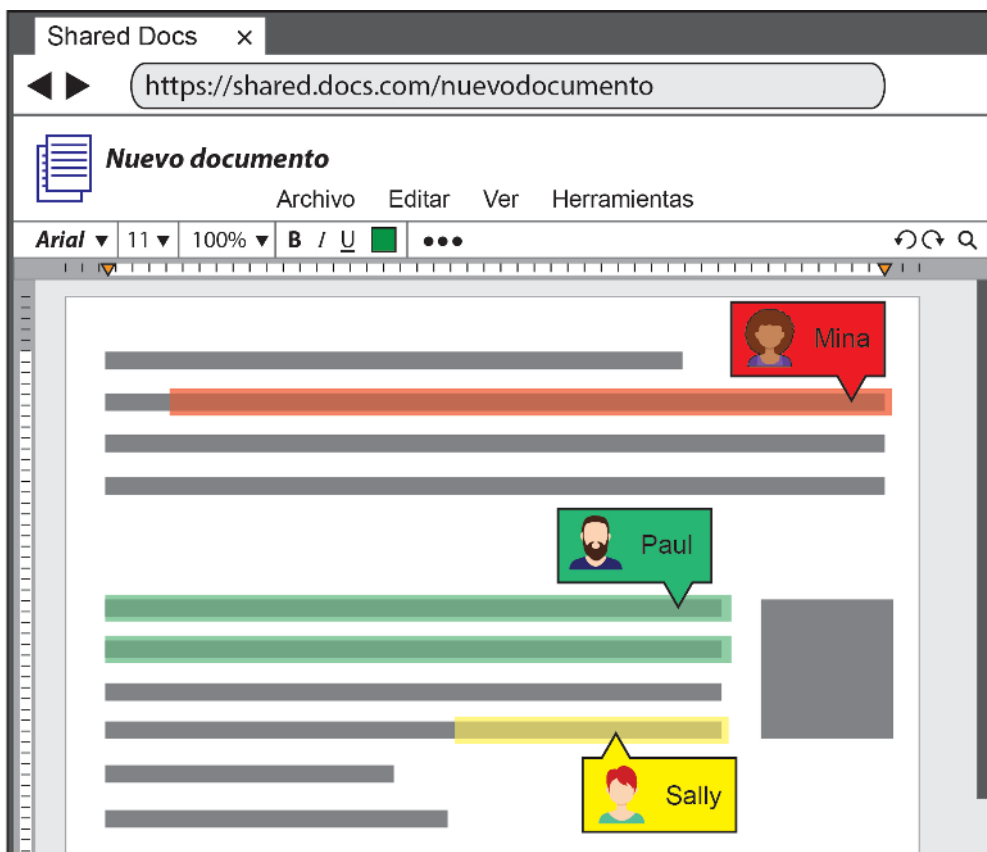 Shared Docs ×
https://shared.docs.com/nuevodocumento
Nuevo documento
Archivo Editar Ver Herramientas
Arial 11 100% B I U
Mina
Paul
Sally